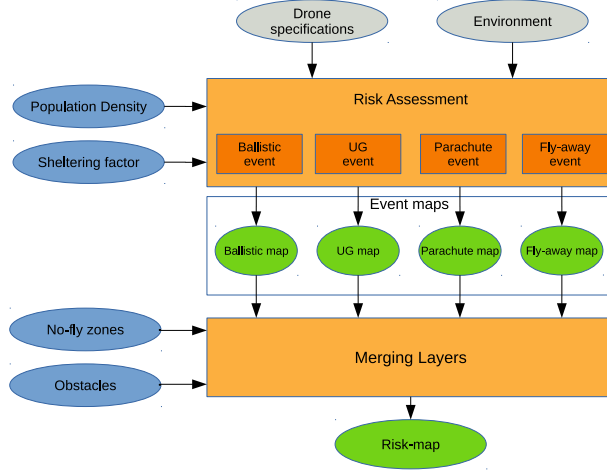 Drone
specifications
Environment
Population Density
Risk Assessment
Sheltering factor
Ballistic
event
UG
event
Parachute
event
Fly-away
event
Event maps
Ballistic map
UG map
Parachute map
Fly-away map
No-fly zones
Merging Layers
Obstacles
Risk-map